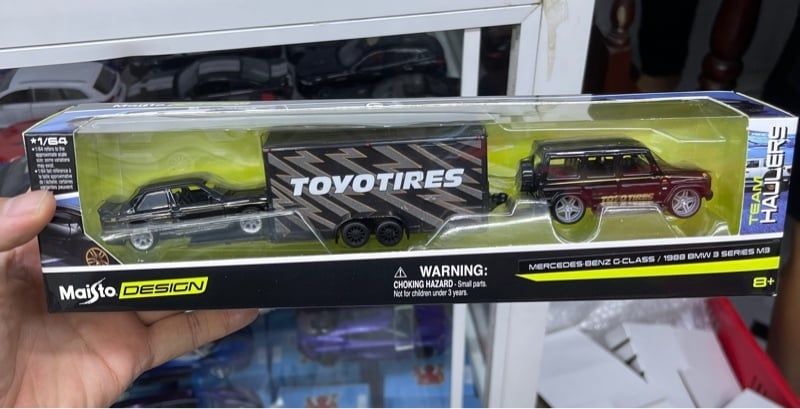 *1/64
TOYOTIRES
TOYOTIRES
TEAM
HAULERS
Maisto DESIGN
⚠ WARNING:
CHOKING HAZARD - Small parts.
Not for children under 3 years.
MERCEDES-BENZ G-CLASS / 1988 BMW 3 SERIES M3
8+